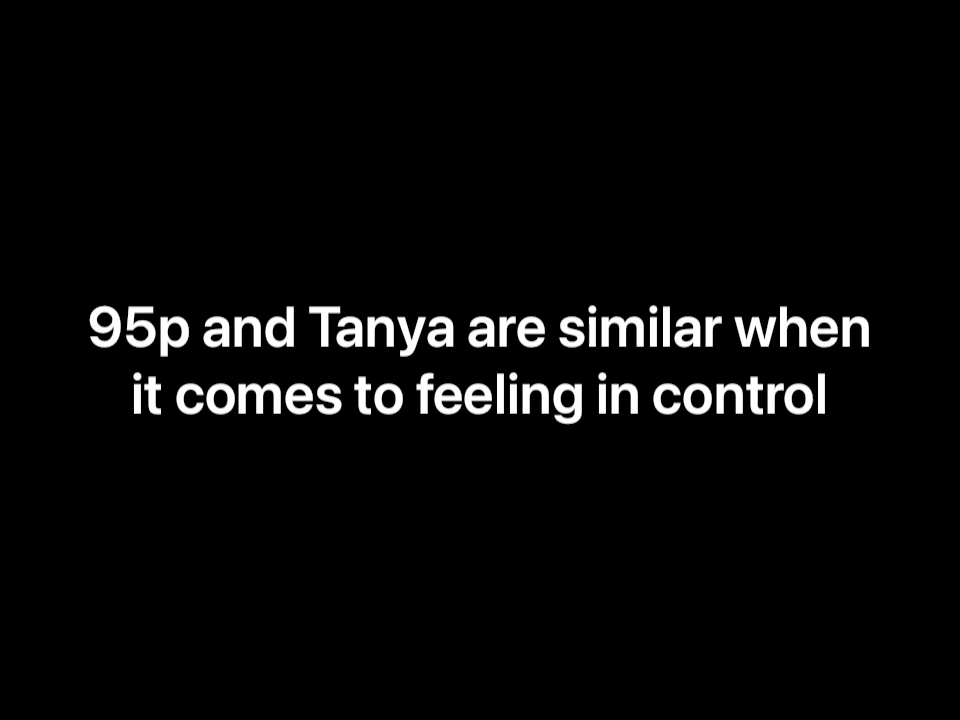 95p and Tanya are similar when
it comes to feeling in control